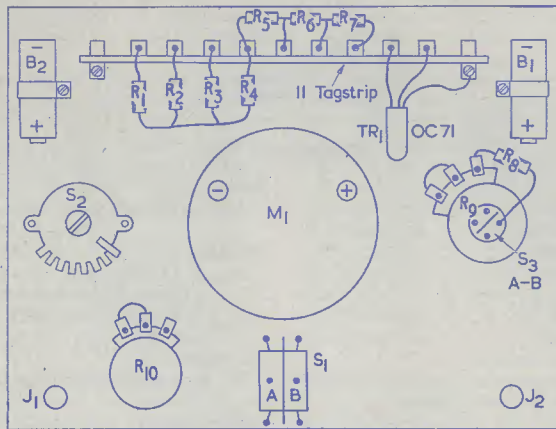 R5 R6 R7
B2
B1
R1 R2 R3 R4
11 Tagstrip
TR1 OC71
R8
S2
M1
R9
S3
A-B
R10
S1
A B
J1
J2